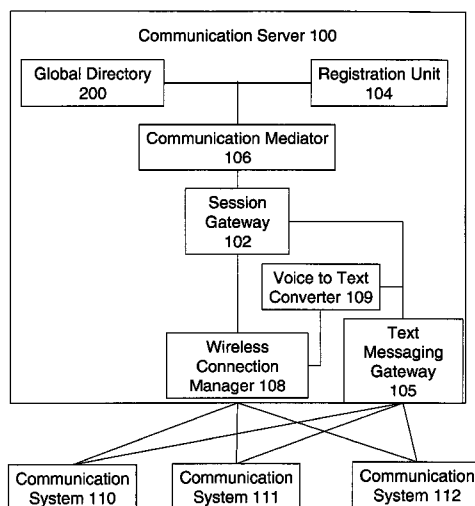 Communication Server 100
Global Directory
200
Registration Unit
104
Communication Mediator
106
Session
Gateway
102
Voice to Text
Converter 109
Wireless
Connection
Manager 108
Text
Messaging
Gateway
105
Communication
System 110
Communication
System 111
Communication
System 112